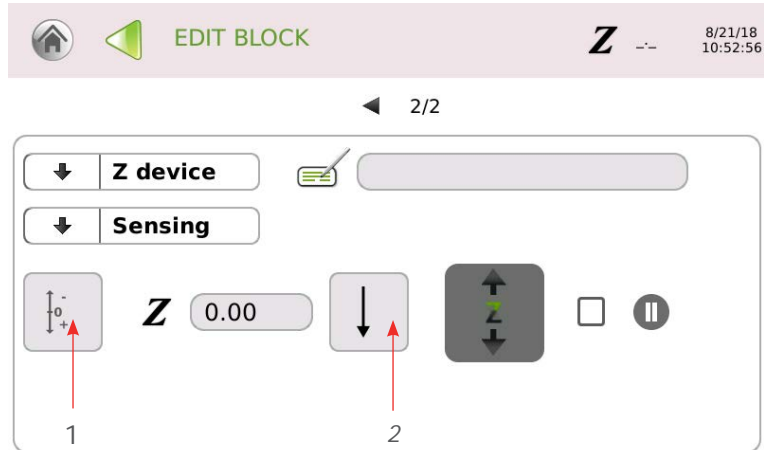 EDIT BLOCK Z -.- 8/21/18
10:52:56
2/2
Z device
Sensing
-
0
+
Z 0.00 Z
1 2